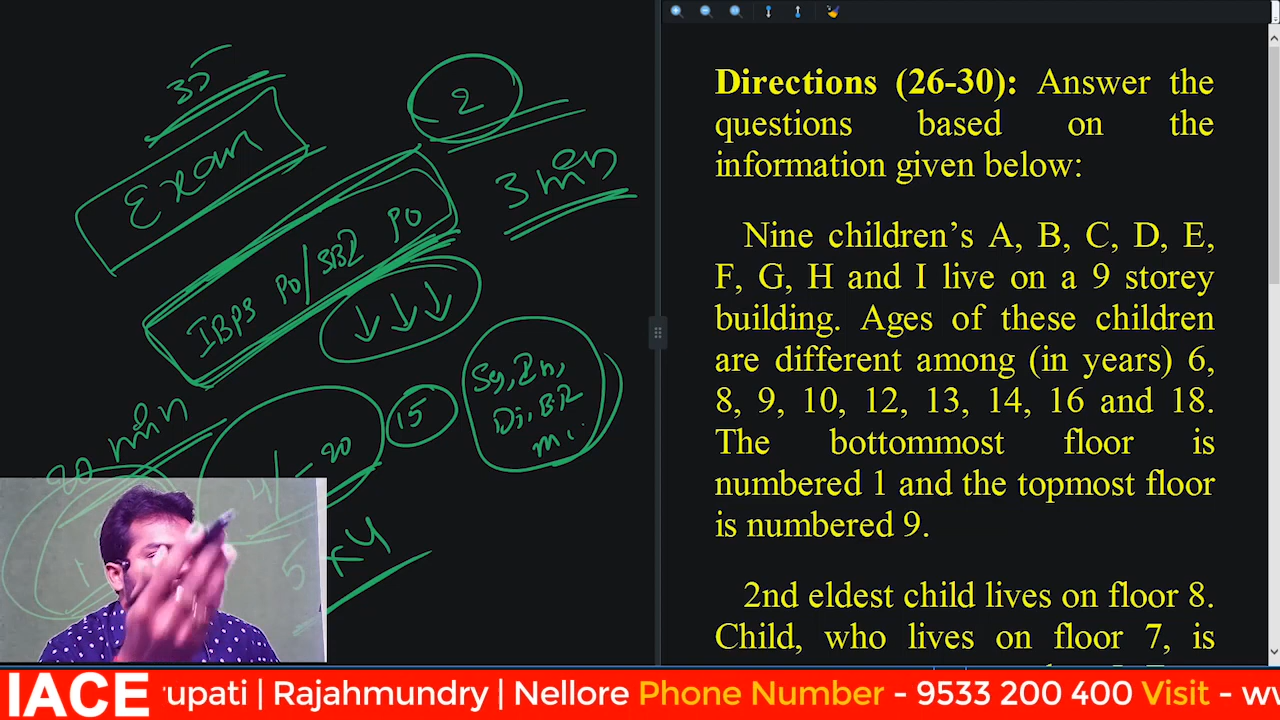 35
Exam
2
3 min
IBPS PO/SBI PO
20 min
15
Sy, In,
Di, BR
mi.
5 x 4
Directions (26-30): Answer the
questions based on the
information given below:
Nine children’s A, B, C, D, E,
F, G, H and I live on a 9 storey
building. Ages of these children
are different among (in years) 6,
8, 9, 10, 12, 13, 14, 16 and 18.
The bottommost floor is
numbered 1 and the topmost floor
is numbered 9.
2nd eldest child lives on floor 8.
Child, who lives on floor 7, is
IACE
upati | Rajahmundry | Nellore Phone Number - 9533 200 400 Visit - w